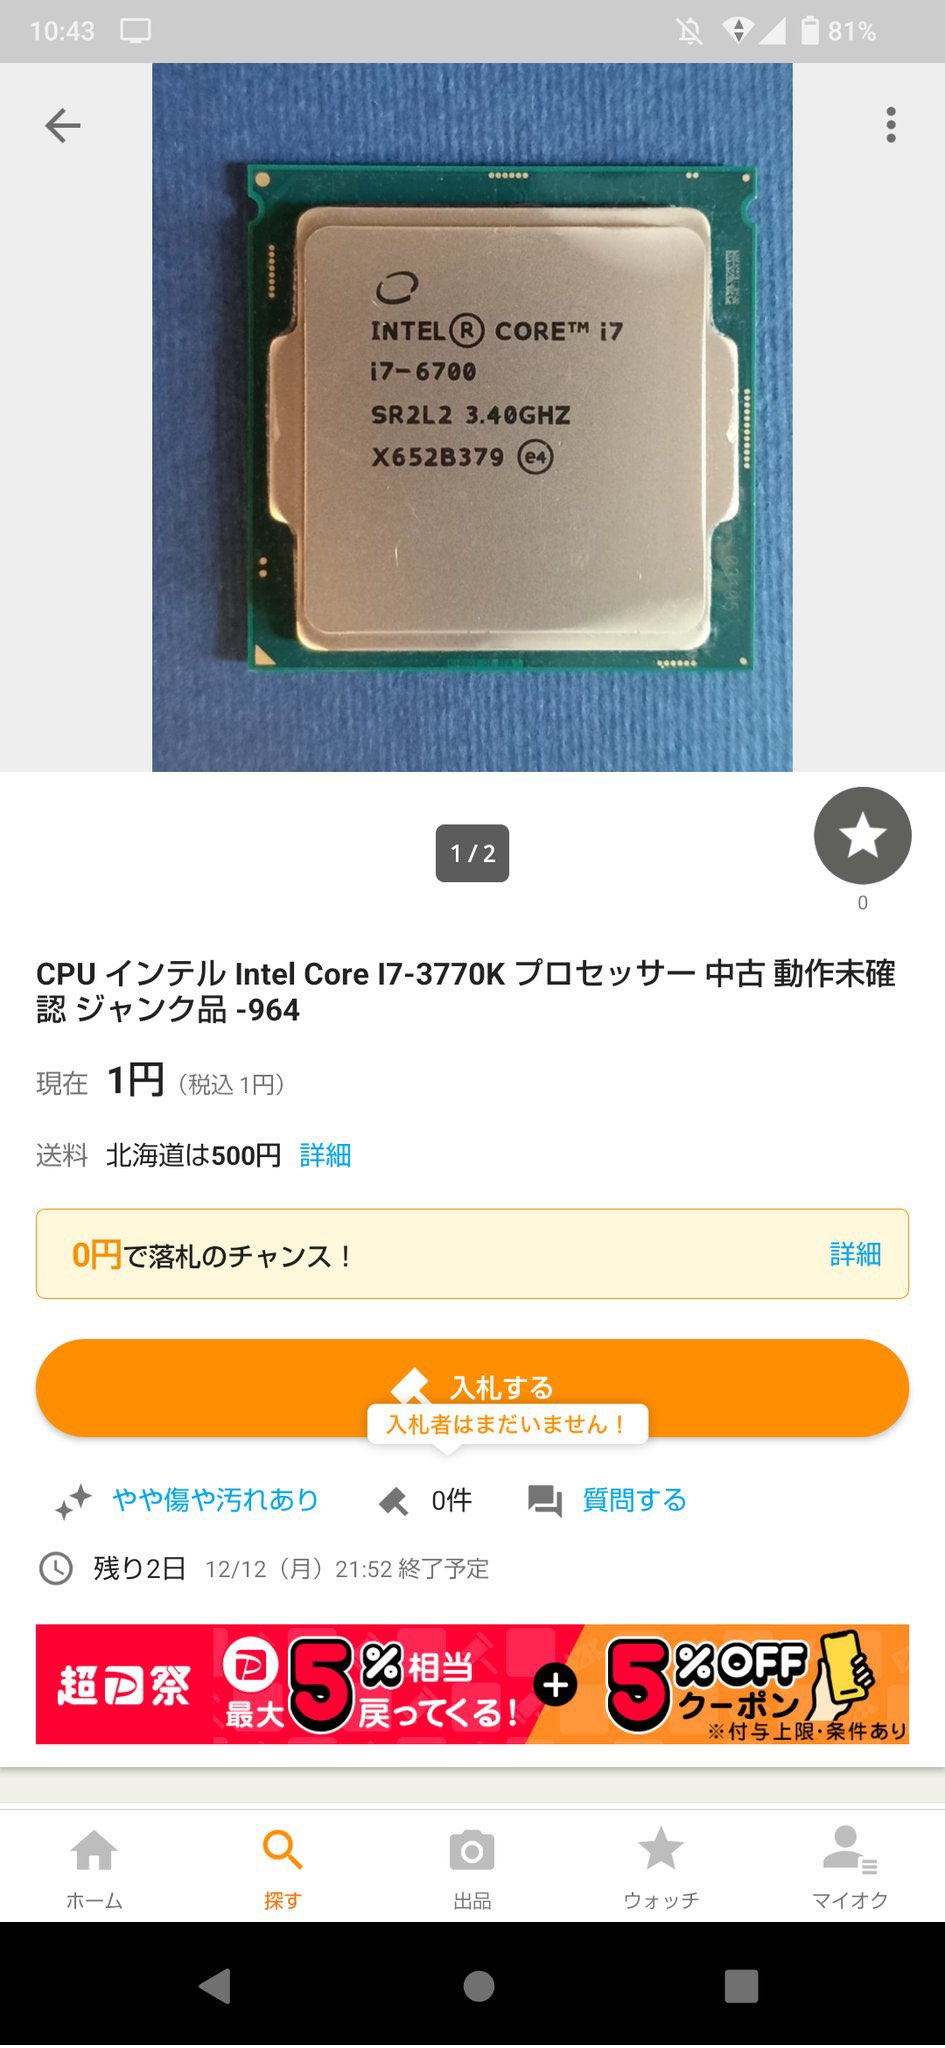 10:43
81%
INTEL® CORE™ i7
i7-6700
SR2L2 3.40GHZ
X652B379 e4
1 / 2
0
CPU インテル Intel Core I7-3770K プロセッサー 中古 動作未確
認 ジャンク品 -964
現在 1円（税込 1円）
送料 北海道は500円 詳細
0円で落札のチャンス！ 詳細
入札する
入札者はまだいません！
やや傷や汚れあり 0件 質問する
残り2日 12/12（月）21:52 終了予定
超P祭 P 5%相当 + 5%OFF
最大 戻ってくる! クーポン
※付与上限・条件あり
ホーム 探す 出品 ウォッチ マイオク